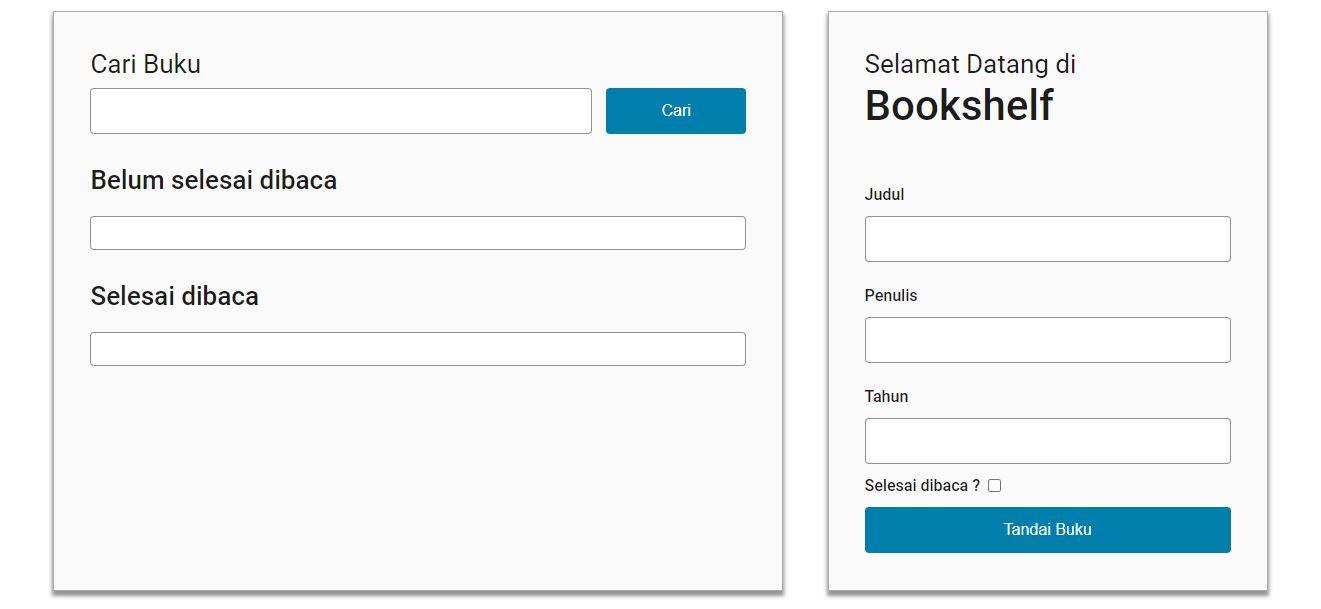 Cari Buku
Cari
Belum selesai dibaca
Selesai dibaca
Selamat Datang di
Bookshelf
Judul
Penulis
Tahun
Selesai dibaca ?
Tandai Buku